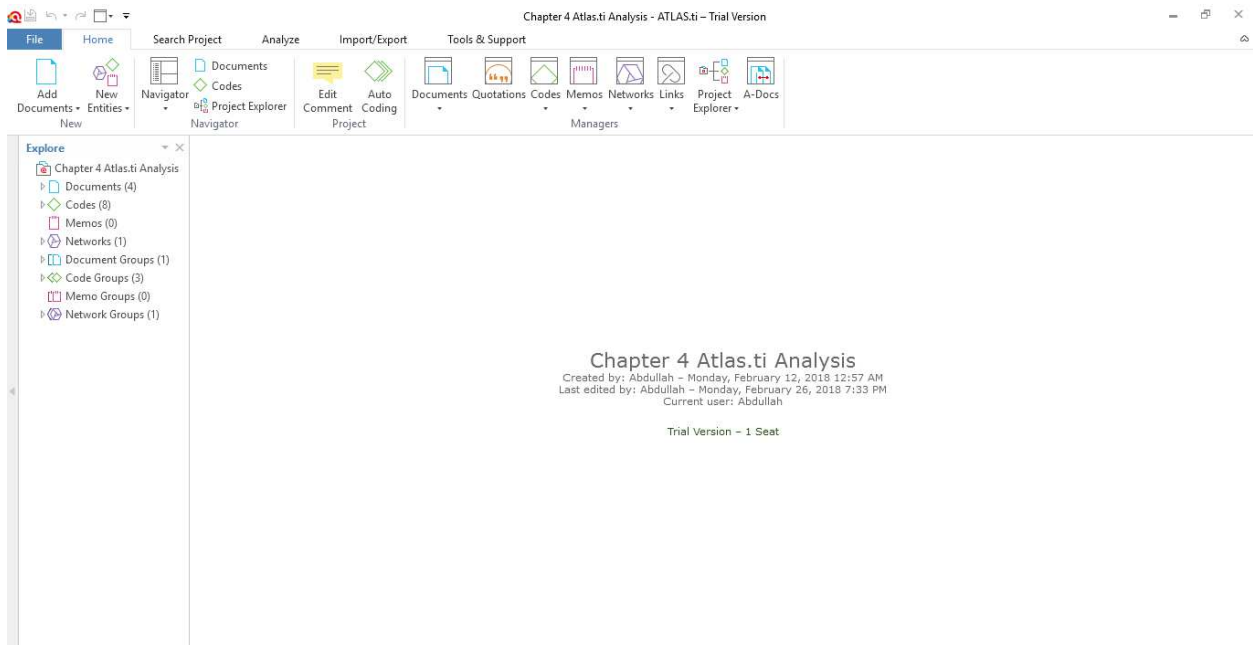 Chapter 4 Atlas.ti Analysis - ATLAS.ti – Trial Version
File Home Search Project Analyze Import/Export Tools & Support
Add Documents
New Entities
New
Navigator
Documents
Codes
Project Explorer
Navigator
Edit Comment
Auto Coding
Project
Documents
Quotations
Codes
Memos
Networks
Links
Project Explorer
A-Docs
Managers
Explore
Chapter 4 Atlas.ti Analysis
Documents (4)
Codes (8)
Memos (0)
Networks (1)
Document Groups (1)
Code Groups (3)
Memo Groups (0)
Network Groups (1)
Chapter 4 Atlas.ti Analysis
Created by: Abdullah – Monday, February 12, 2018 12:57 AM
Last edited by: Abdullah – Monday, February 26, 2018 7:33 PM
Current user: Abdullah
Trial Version – 1 Seat